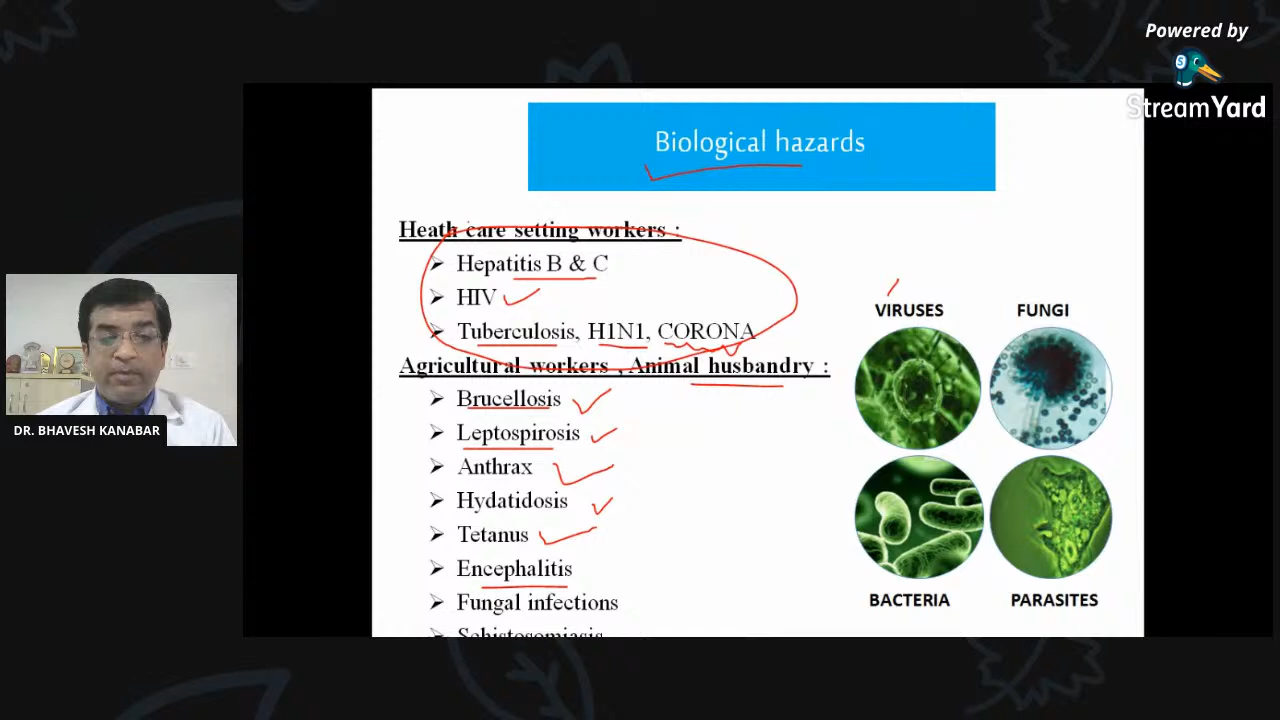 Powered by
StreamYard
Biological hazards
Heath care setting workers :
Hepatitis B & C
HIV
Tuberculosis, H1N1, CORONA
Agricultural workers , Animal husbandry :
Brucellosis
Leptospirosis
Anthrax
Hydatidosis
Tetanus
Encephalitis
Fungal infections
Schistosomiasis
VIRUSES
FUNGI
BACTERIA
PARASITES
DR. BHAVESH KANABAR